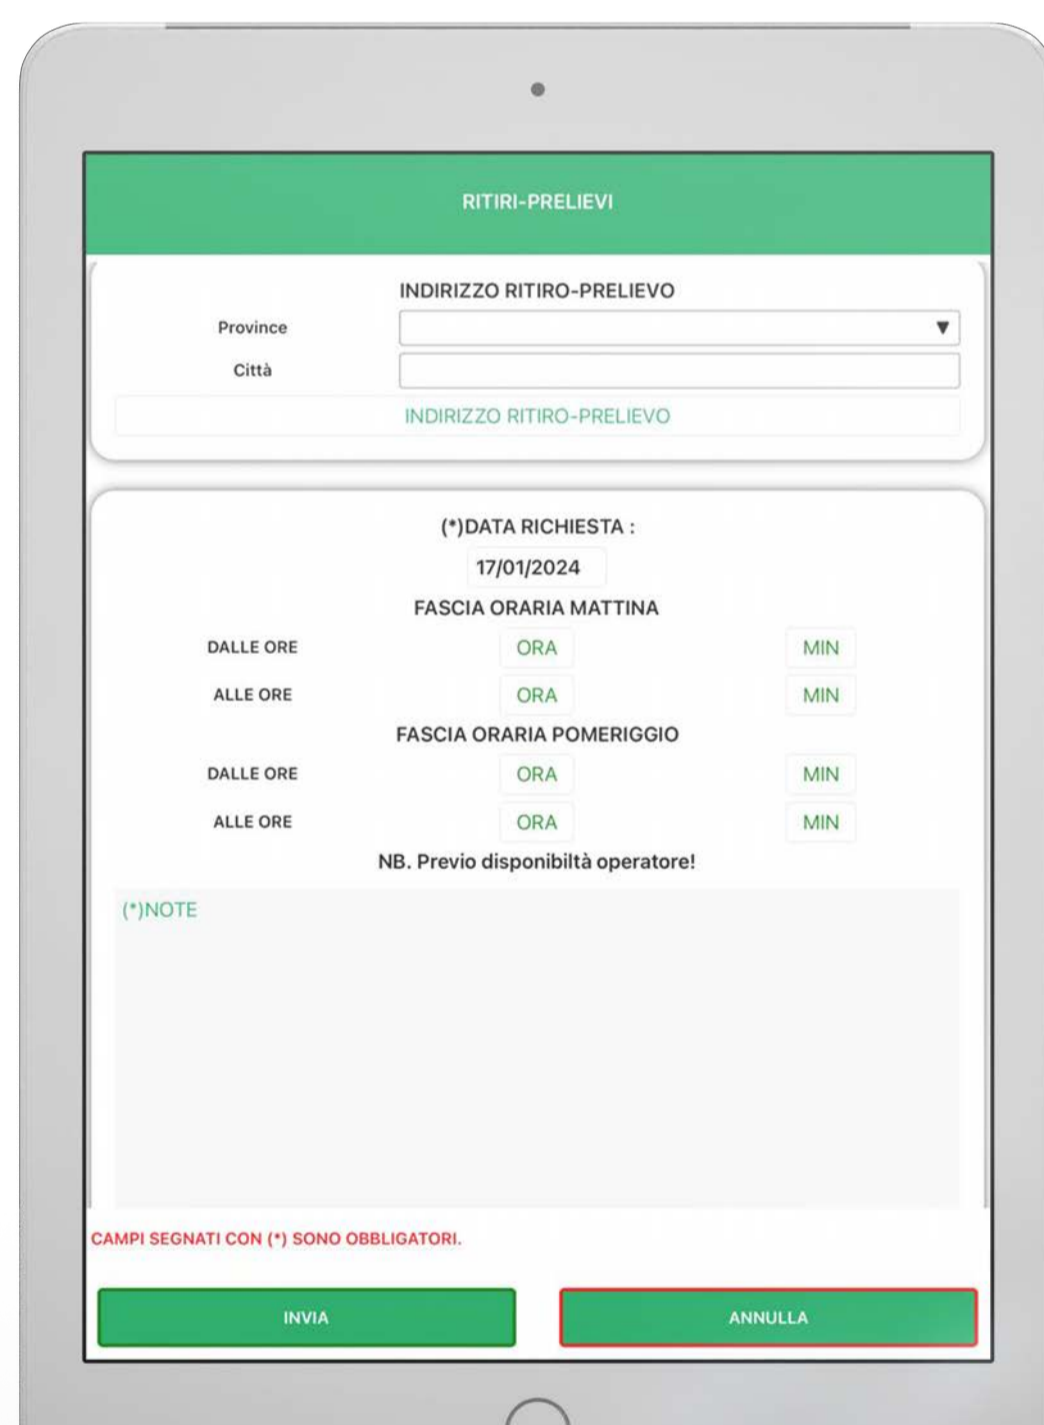 RITIRI-PRELIEVI
INDIRIZZO RITIRO-PRELIEVO
Province ▼
Città
INDIRIZZO RITIRO-PRELIEVO
(*)DATA RICHIESTA :
17/01/2024
FASCIA ORARIA MATTINA
DALLE ORE ORA MIN
ALLE ORE ORA MIN
FASCIA ORARIA POMERIGGIO
DALLE ORE ORA MIN
ALLE ORE ORA MIN
NB. Previo disponibiltà operatore!
(*)NOTE
CAMPI SEGNATI CON (*) SONO OBBLIGATORI.
INVIA ANNULLA